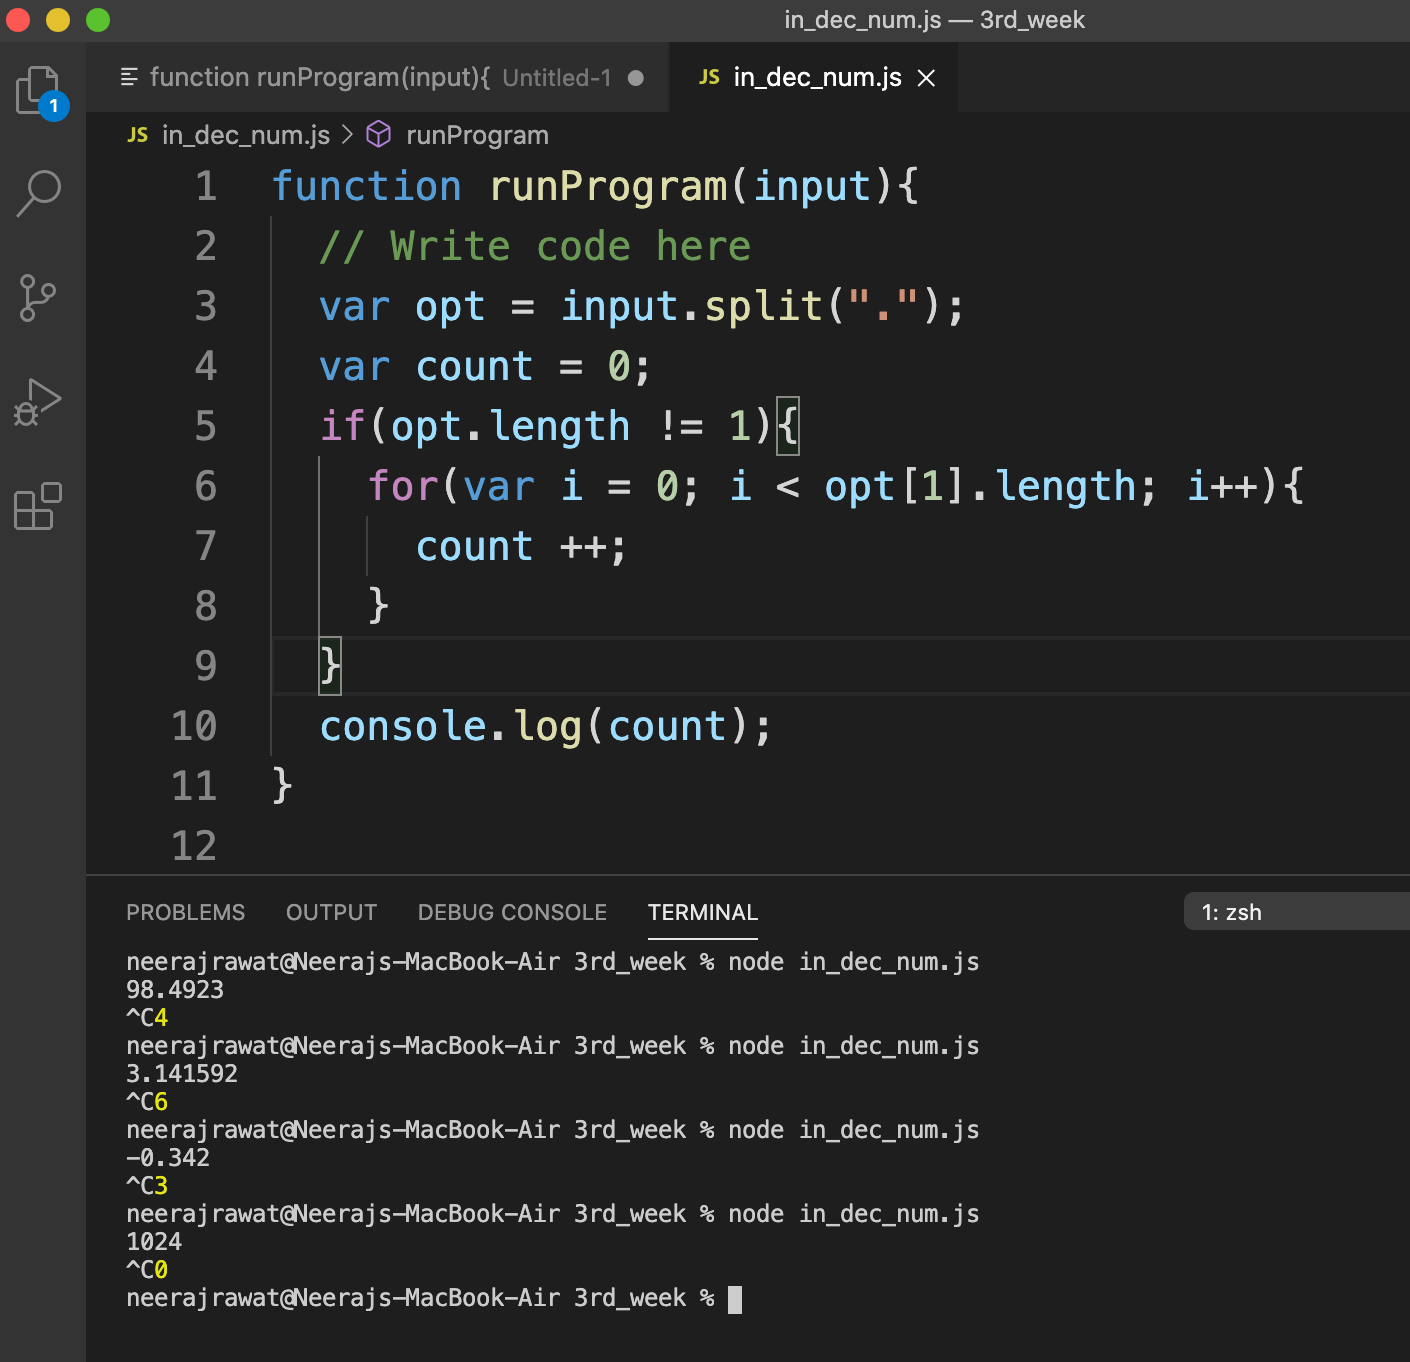 in_dec_num.js — 3rd_week
function runProgram(input){ Untitled-1
JS in_dec_num.js
1
JS in_dec_num.js > runProgram
1 function runProgram(input){
2 // Write code here
3 var opt = input.split(".");
4 var count = 0;
5 if(opt.length != 1){
6 for(var i = 0; i < opt[1].length; i++){
7 count ++;
8 }
9 }
10 console.log(count);
11 }
12
PROBLEMS OUTPUT DEBUG CONSOLE TERMINAL 1: zsh
neerajrawat@Neerajs-MacBook-Air 3rd_week % node in_dec_num.js
98.4923
^C4
neerajrawat@Neerajs-MacBook-Air 3rd_week % node in_dec_num.js
3.141592
^C6
neerajrawat@Neerajs-MacBook-Air 3rd_week % node in_dec_num.js
-0.342
^C3
neerajrawat@Neerajs-MacBook-Air 3rd_week % node in_dec_num.js
1024
^C0
neerajrawat@Neerajs-MacBook-Air 3rd_week %